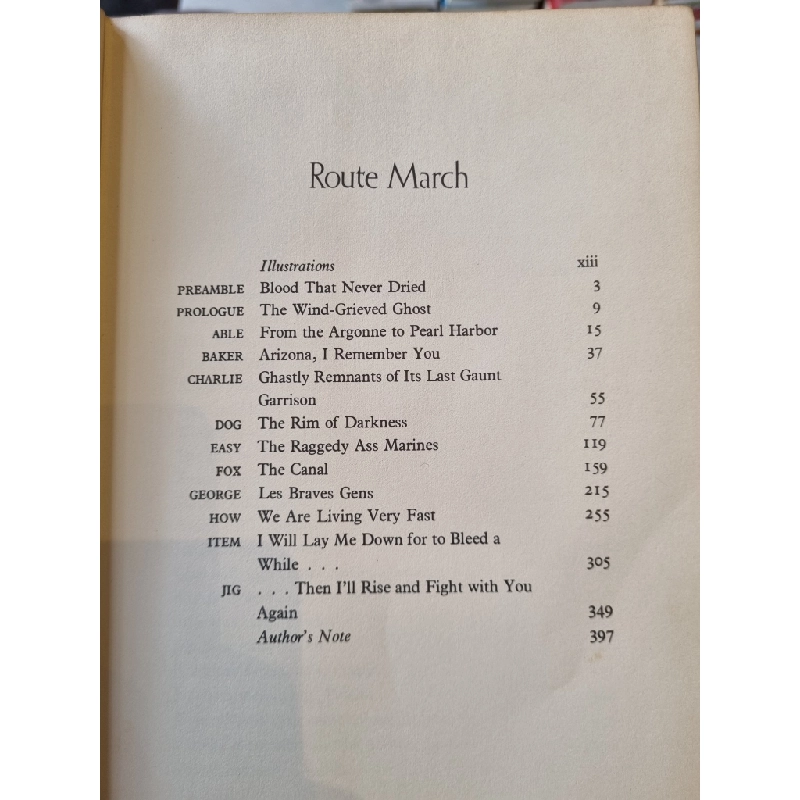 Route March
Illustrations xiii
PREAMBLE Blood That Never Dried 3
PROLOGUE The Wind-Grieved Ghost 9
ABLE From the Argonne to Pearl Harbor 15
BAKER Arizona, I Remember You 37
CHARLIE Ghastly Remnants of Its Last Gaunt
Garrison 55
DOG The Rim of Darkness 77
EASY The Raggedy Ass Marines 119
FOX The Canal 159
GEORGE Les Braves Gens 215
HOW We Are Living Very Fast 255
ITEM I Will Lay Me Down for to Bleed a
While . . . 305
JIG . . . Then I'll Rise and Fight with You
Again 349
Author's Note 397